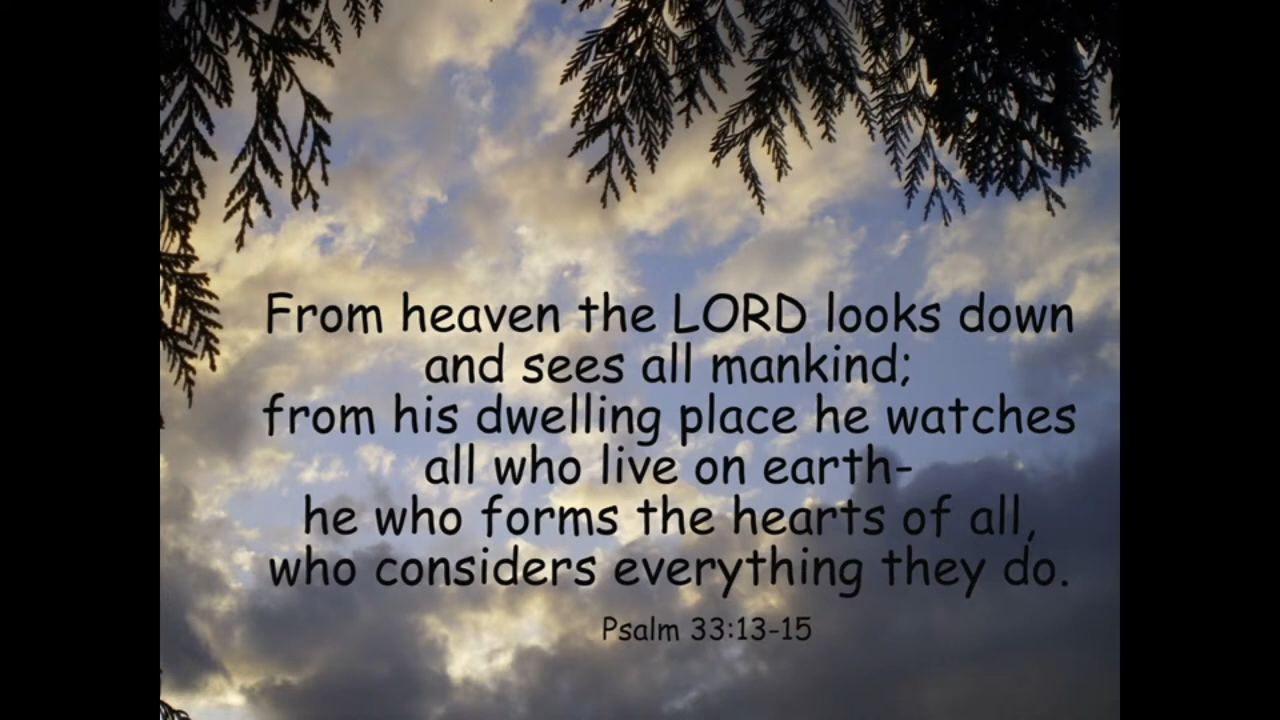 From heaven the LORD looks down
and sees all mankind;
from his dwelling place he watches
all who live on earth-
he who forms the hearts of all,
who considers everything they do.
Psalm 33:13-15